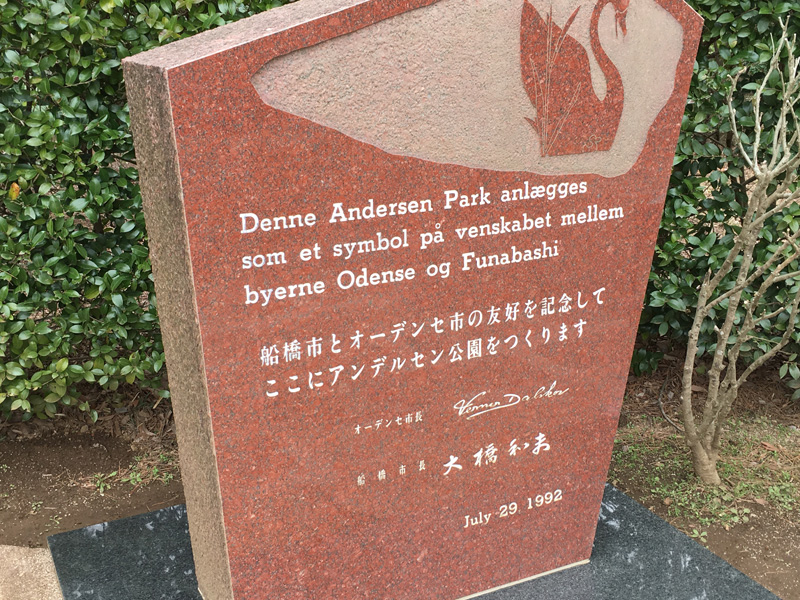 Denne Andersen Park anlægges
som et symbol på venskabet mellem
byerne Odense og Funabashi
船橋市とオーデンセ市の友好を記念して
ここにアンデルセン公園をつくります
オーデンセ市長
船橋市長 大橋和夫
July 29, 1992